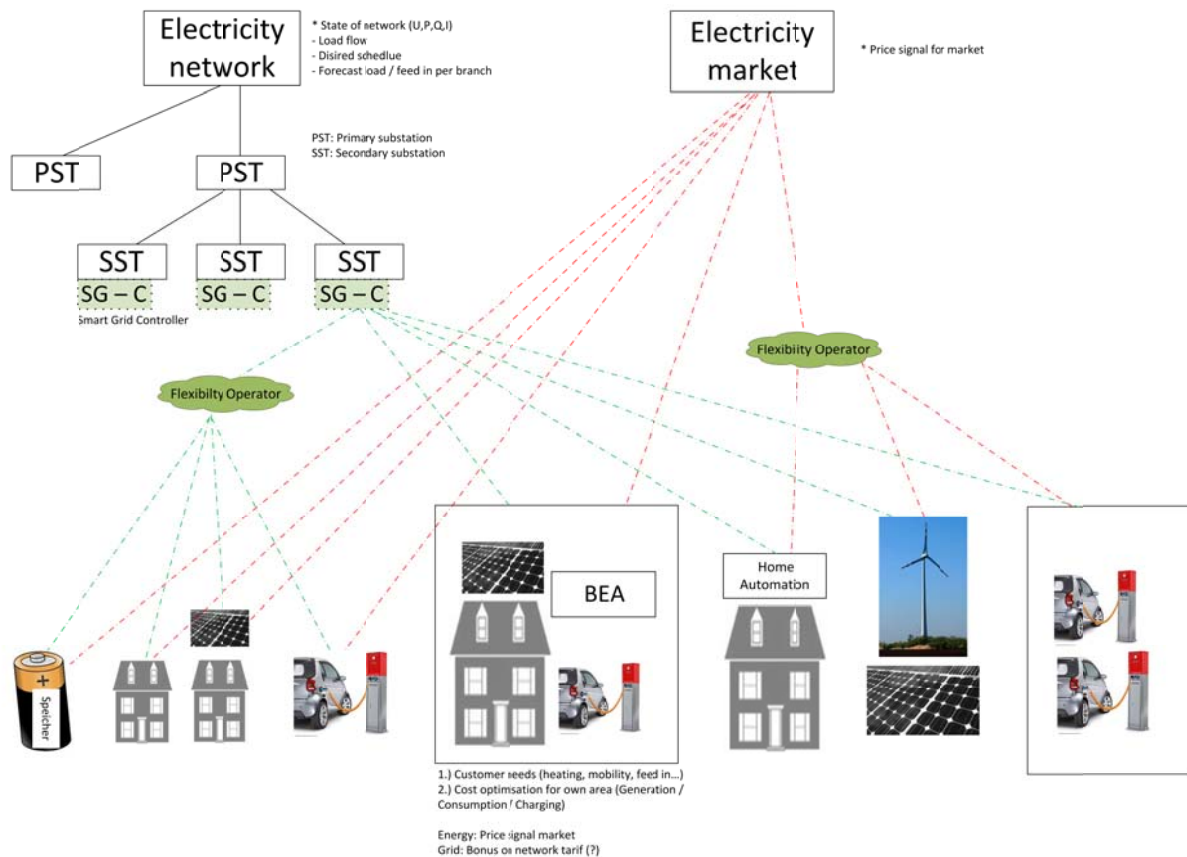 Electricity
network
* State of network (U,P,Q,I)
- Load flow
- Disired schedlue
- Forecast load / feed in per branch
Electricity
market
* Price signal for market
PST: Primary substation
SST: Secondary substation
PST
PST
SST
SST
SST
SG – C
SG – C
SG – C
Smart Grid Controller
Flexibiity Operator
Flexibilty Operator
Home
Automation
BEA
+
Speicher
1.) Customer needs (heating, mobility, feed in...)
2.) Cost optimsation for own area (Generation /
Consumption / Charging)
Energy: Price signal market
Grid: Bonus on network tarif (?)